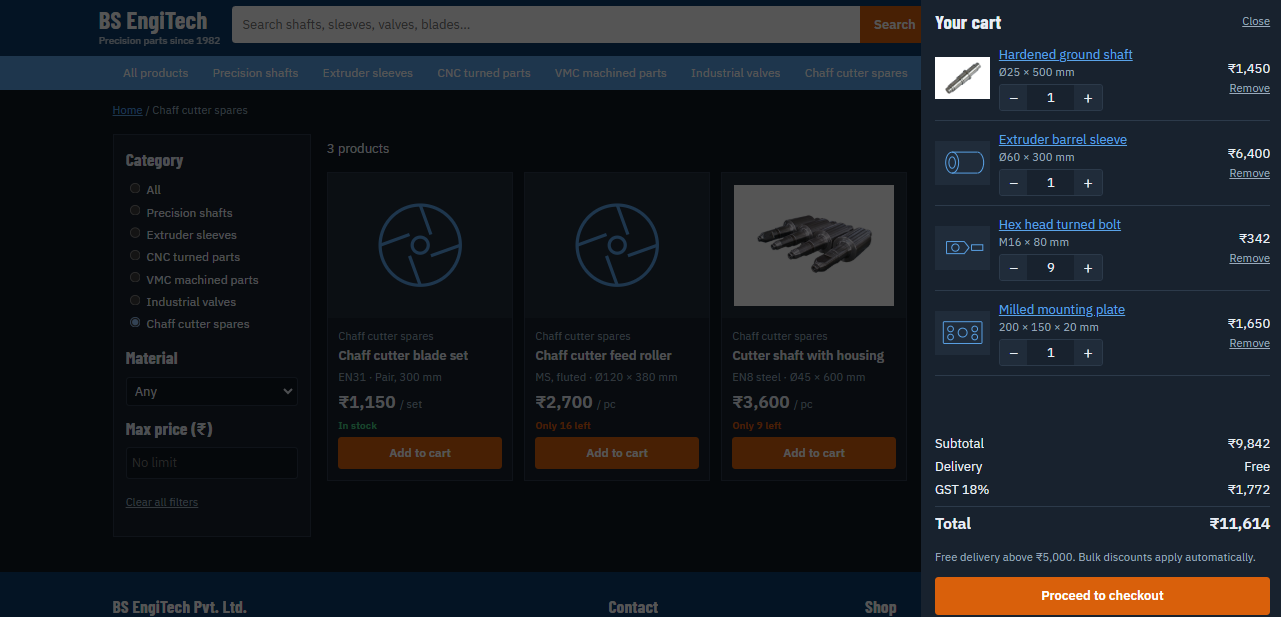 BS EngiTech
Precision parts since 1982
Search shafts, sleeves, valves, blades...
Search
All products
Precision shafts
Extruder sleeves
CNC turned parts
VMC machined parts
Industrial valves
Chaff cutter spares
Home / Chaff cutter spares
Category
All
Precision shafts
Extruder sleeves
CNC turned parts
VMC machined parts
Industrial valves
Chaff cutter spares
Material
Any
Max price (₹)
No limit
Clear all filters
3 products
Chaff cutter spares
Chaff cutter blade set
EN31 · Pair, 300 mm
₹1,150 / set
In stock
Add to cart
Chaff cutter spares
Chaff cutter feed roller
MS, fluted · Ø120 × 380 mm
₹2,700 / pc
Only 16 left
Add to cart
Chaff cutter spares
Cutter shaft with housing
EN8 steel · Ø45 × 600 mm
₹3,600 / pc
Only 9 left
Add to cart
BS EngiTech Pvt. Ltd.
Contact
Shop
Your cart
Close
Hardened ground shaft
Ø25 × 500 mm
− 1 +
₹1,450
Remove
Extruder barrel sleeve
Ø60 × 300 mm
− 1 +
₹6,400
Remove
Hex head turned bolt
M16 × 80 mm
− 9 +
₹342
Remove
Milled mounting plate
200 × 150 × 20 mm
− 1 +
₹1,650
Remove
Subtotal ₹9,842
Delivery Free
GST 18% ₹1,772
Total ₹11,614
Free delivery above ₹5,000. Bulk discounts apply automatically.
Proceed to checkout